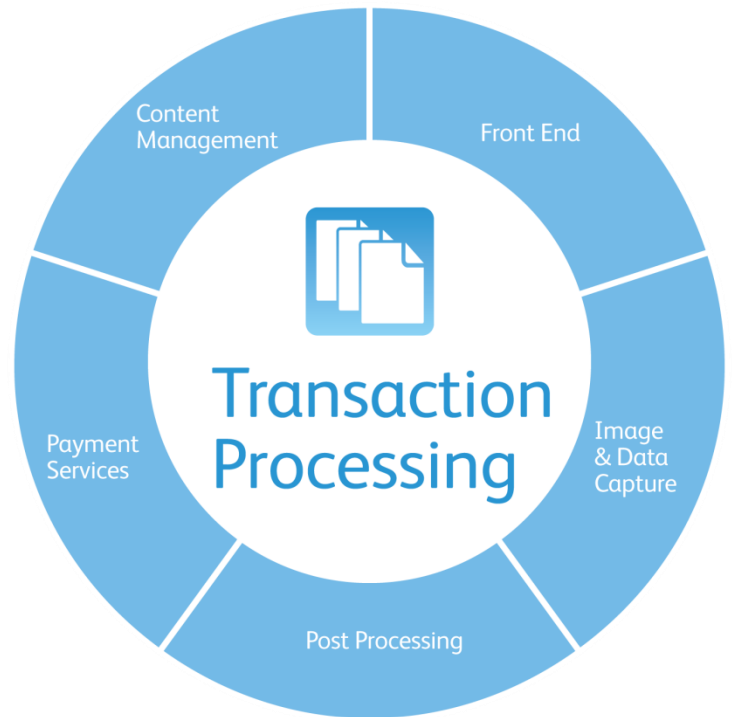 Content
Management
Front End
Transaction
Processing
Payment
Services
Image
& Data
Capture
Post Processing